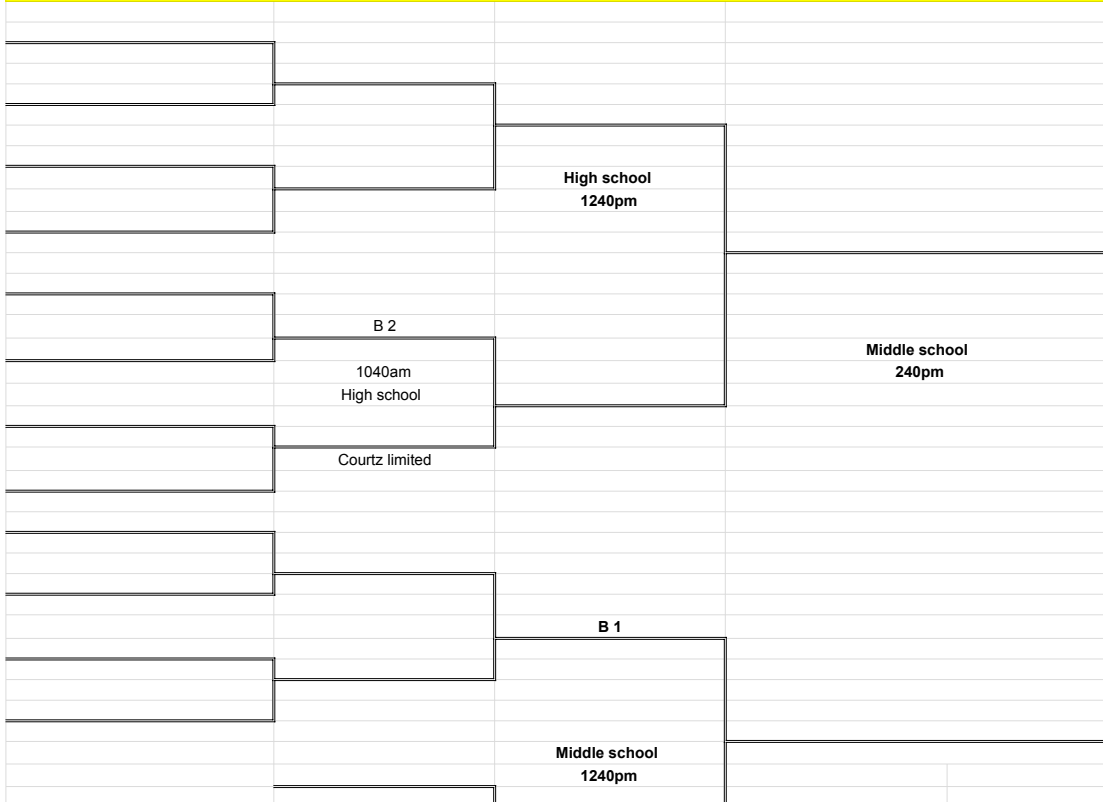 High school
1240pm
B 2
Middle school
240pm
1040am
High school
Courtz limited
B 1
Middle school
1240pm